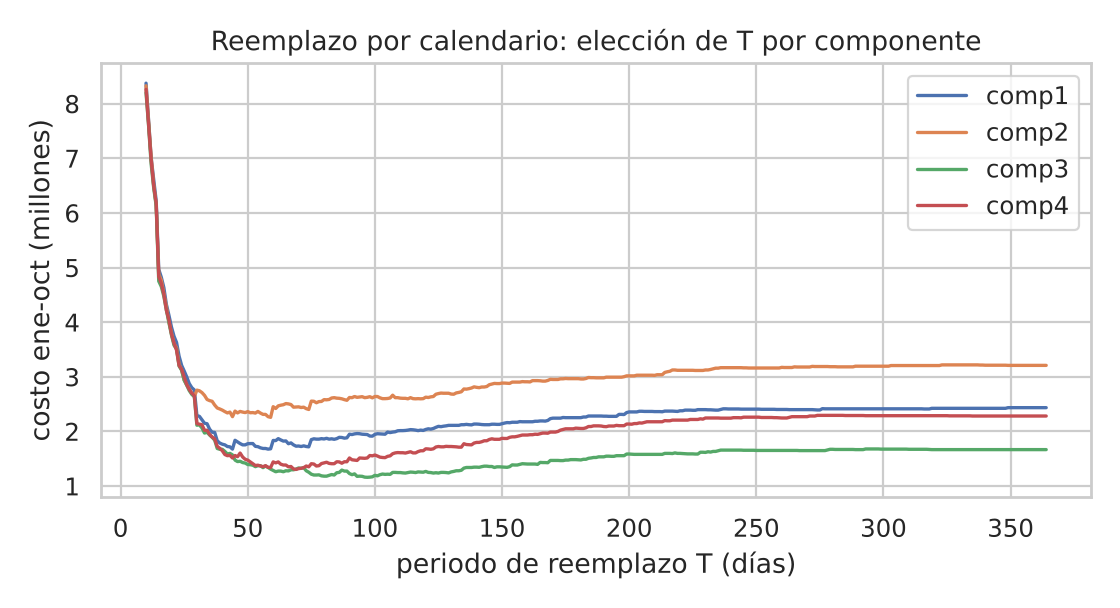 Reemplazo por calendario: elección de T por componente
costo ene-oct (millones)
8
7
6
5
4
3
2
1
comp1
comp2
comp3
comp4
0 50 100 150 200 250 300 350
periodo de reemplazo T (días)